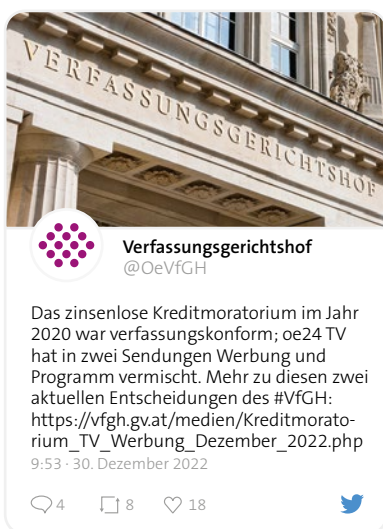 VERFASSUNGSGERICHTSHOF
Verfassungsgerichtshof
@OeVfGH
Das zinsenlose Kreditmoratorium im Jahr
2020 war verfassungskonform; oe24 TV
hat in zwei Sendungen Werbung und
Programm vermischt. Mehr zu diesen zwei
aktuellen Entscheidungen des #VfGH:
https://vfgh.gv.at/medien/Kreditmorato-
rium_TV_Werbung_Dezember_2022.php
9:53 · 30. Dezember 2022
4 8 18